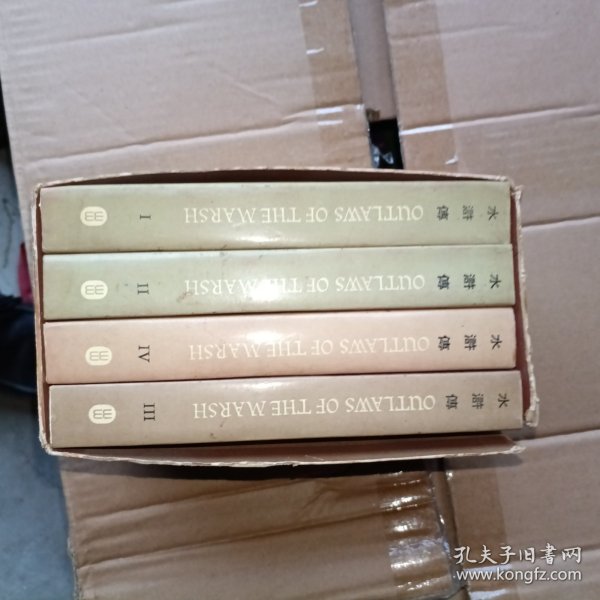 水滸傳 OUTLAWS OF THE MARSH I
水滸傳 OUTLAWS OF THE MARSH II
水滸傳 OUTLAWS OF THE MARSH IV
水滸傳 OUTLAWS OF THE MARSH III
孔夫子旧書网
www.kongfz.com